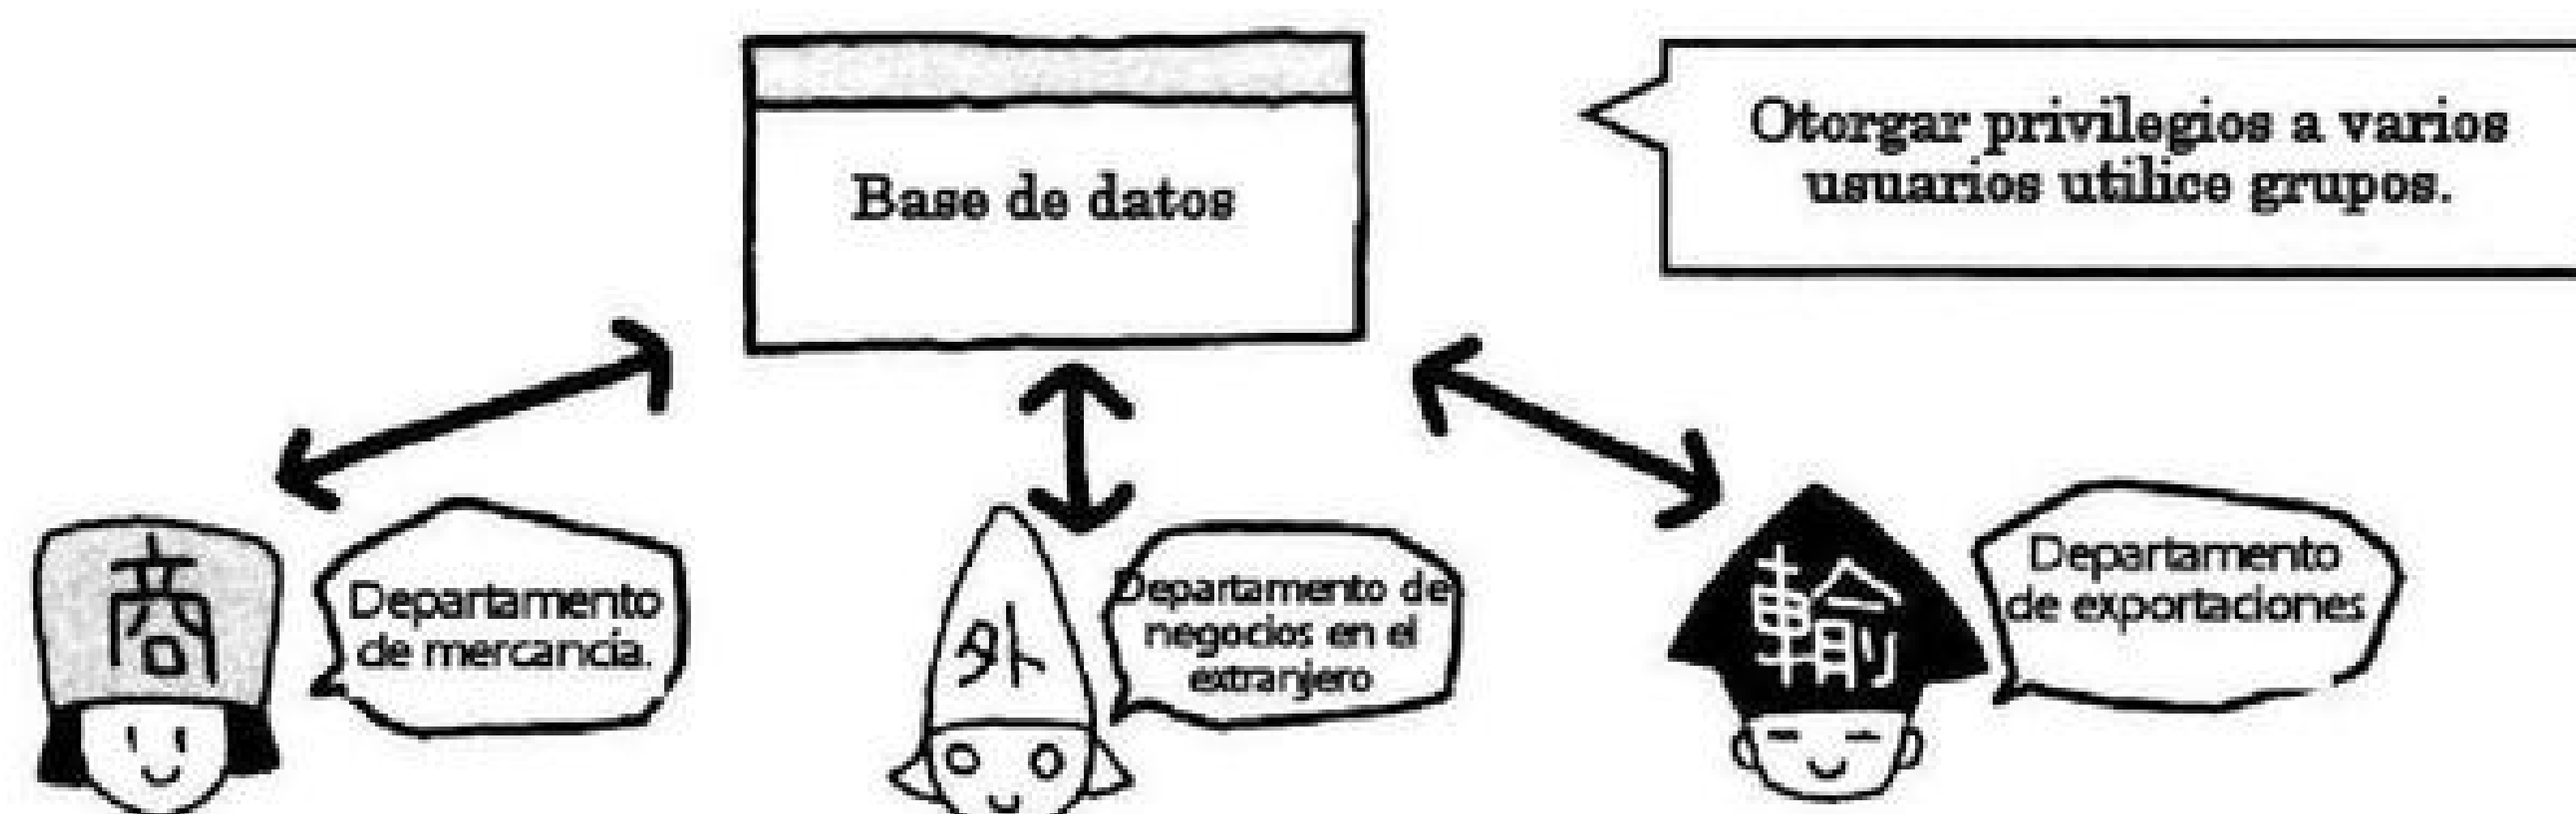 Base de datos
Otorgar privilegios a varios
usuarios utilice grupos.
商
Departamento
de mercancía.
外
Departamento de
negocios en el
extranjero
輸
Departamento
de exportaciones